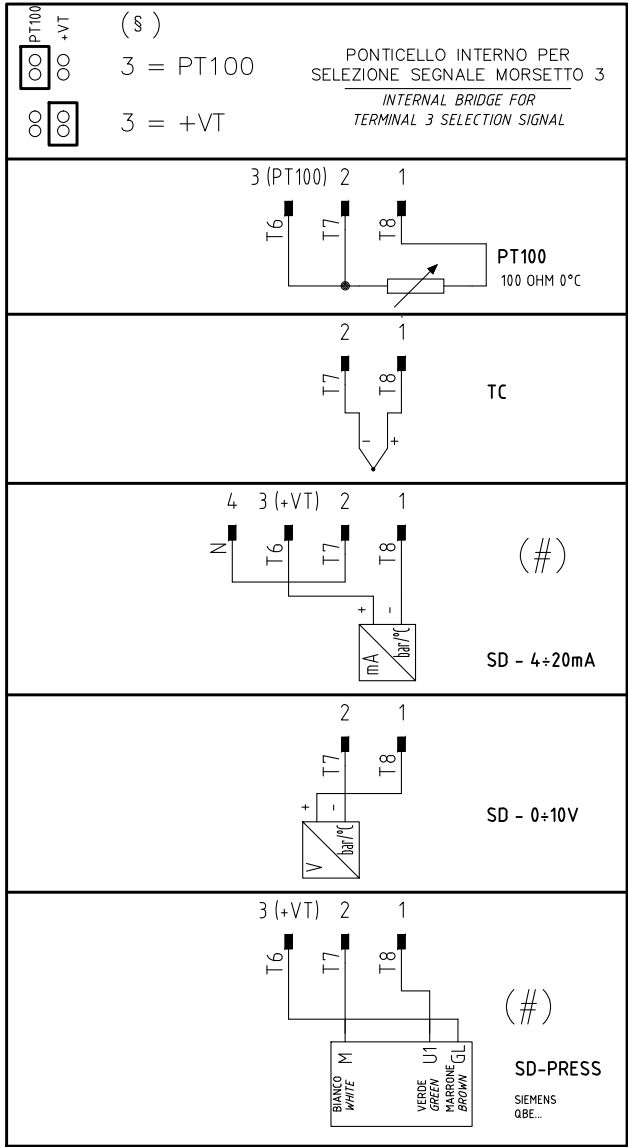 PT100
+VT
(§)
3 = PT100
3 = +VT
PONTICELLO INTERNO PER
SELEZIONE SEGNALE MORSETTO 3
INTERNAL BRIDGE FOR
TERMINAL 3 SELECTION SIGNAL
3 (PT100) 2 1
T6 T7 T8
PT100
100 OHM 0°C
2 1
T7 T8
- +
TC
4 3 (+VT) 2 1
N T6 T7 T8
(#)
+ -
mA bar/°C
SD - 4÷20mA
2 1
T7 T8
+ -
V bar/°C
SD - 0÷10V
3 (+VT) 2 1
T6 T7 T8
(#)
M U1 GL
BIANCO
WHITE
VERDE
GREEN
MARRONE
BROWN
SD-PRESS
SIEMENS
QBE...